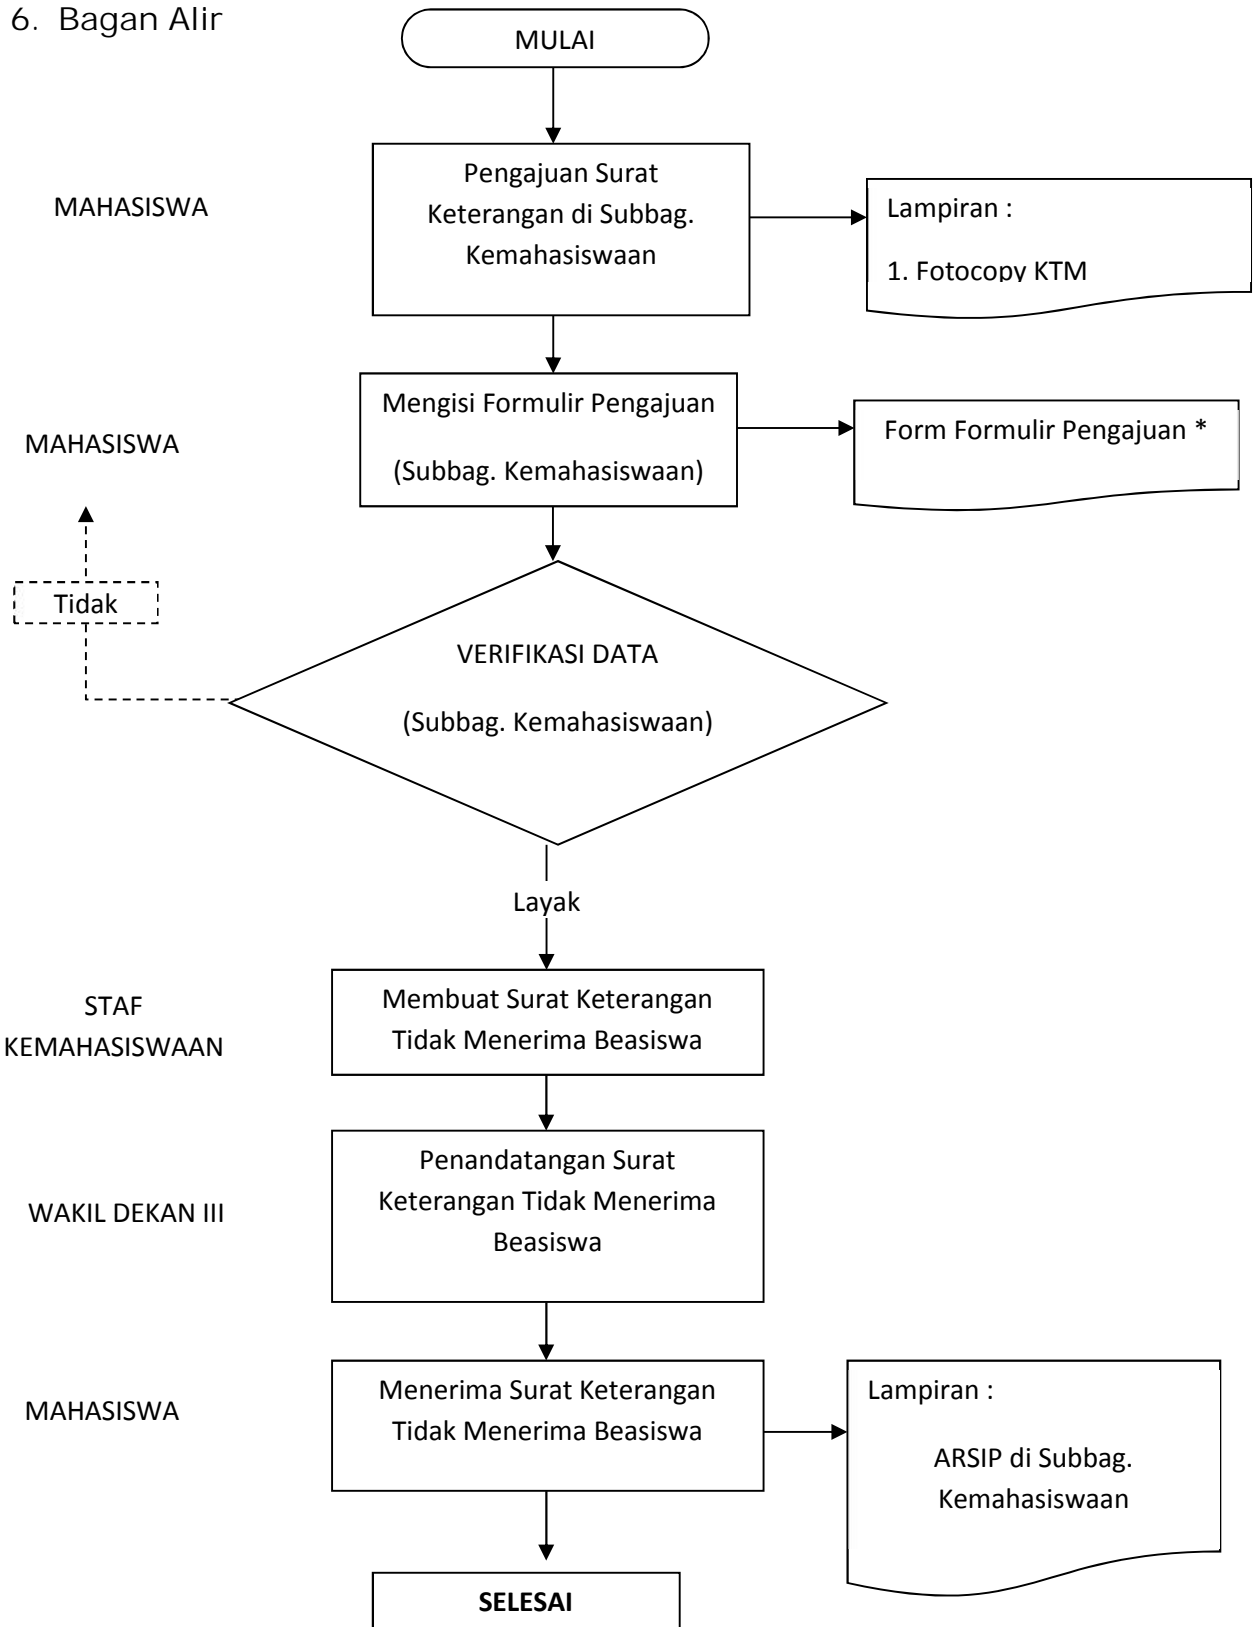 6. Bagan Alir
MULAI
MAHASISWA
Pengajuan Surat
Keterangan di Subbag.
Kemahasiswaan
Lampiran :
1. Fotocopy KTM
MAHASISWA
Mengisi Formulir Pengajuan
(Subbag. Kemahasiswaan)
Form Formulir Pengajuan *
Tidak
VERIFIKASI DATA
(Subbag. Kemahasiswaan)
Layak
STAF
KEMAHASISWAAN
Membuat Surat Keterangan
Tidak Menerima Beasiswa
WAKIL DEKAN III
Penandatangan Surat
Keterangan Tidak Menerima
Beasiswa
MAHASISWA
Menerima Surat Keterangan
Tidak Menerima Beasiswa
Lampiran :
ARSIP di Subbag.
Kemahasiswaan
SELESAI